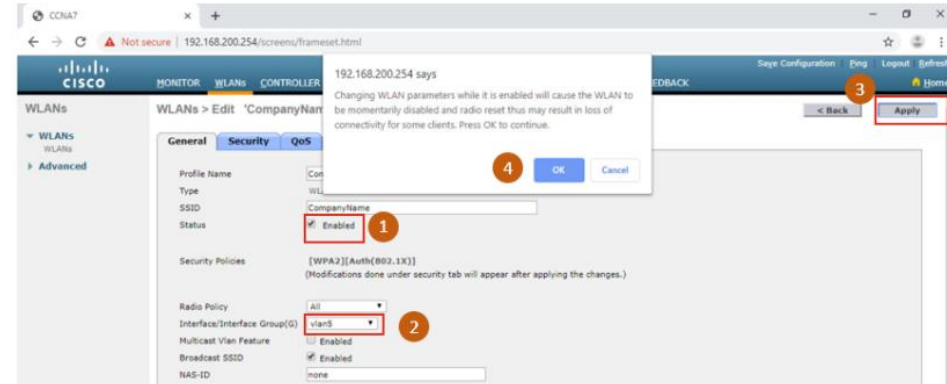 CCNA7
Not secure | 192.168.200.254/screens/frameset.html
CISCO
Save Configuration | Ping | Logout | Refresh
MONITOR WLANs CONTROLLER EEDBACK Home
192.168.200.254 says
Changing WLAN parameters while it is enabled will cause the WLAN to
be momentarily disabled and radio reset thus may result in loss of
connectivity for some clients. Press OK to continue.
OK Cancel
4
3
WLANs
WLANs
WLANs
Advanced
WLANs > Edit 'CompanyNam
< Back Apply
General Security QoS
Profile Name Com
Type WL
SSID CompanyName
Status Enabled 1
Security Policies [WPA2][Auth(802.1X)]
(Modifications done under security tab will appear after applying the changes.)
Radio Policy All
Interface/Interface Group(G) vlan5 2
Multicast Vlan Feature Enabled
Broadcast SSID Enabled
NAS-ID none